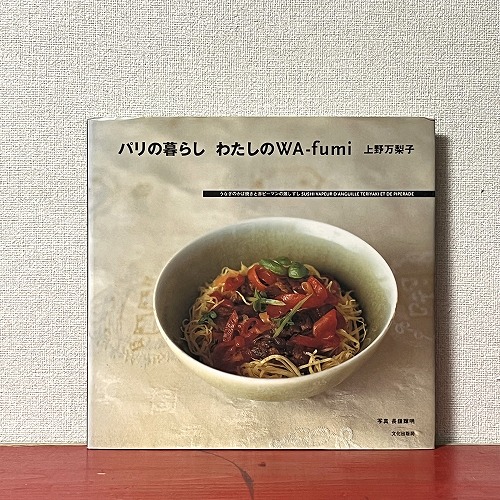 パリの暮らし わたしのWA-fumi 上野万梨子
うなぎのかば焼きと赤ピーマンの蒸しずし SUSHI VAPEUR D'ANGUILLE TERIYAKI ET DE PIPERADE
写真 長嶺輝明
文化出版局